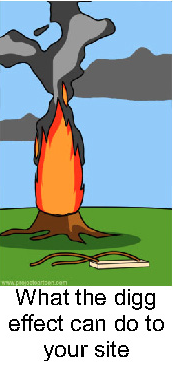 What the digg
effect can do to
your site